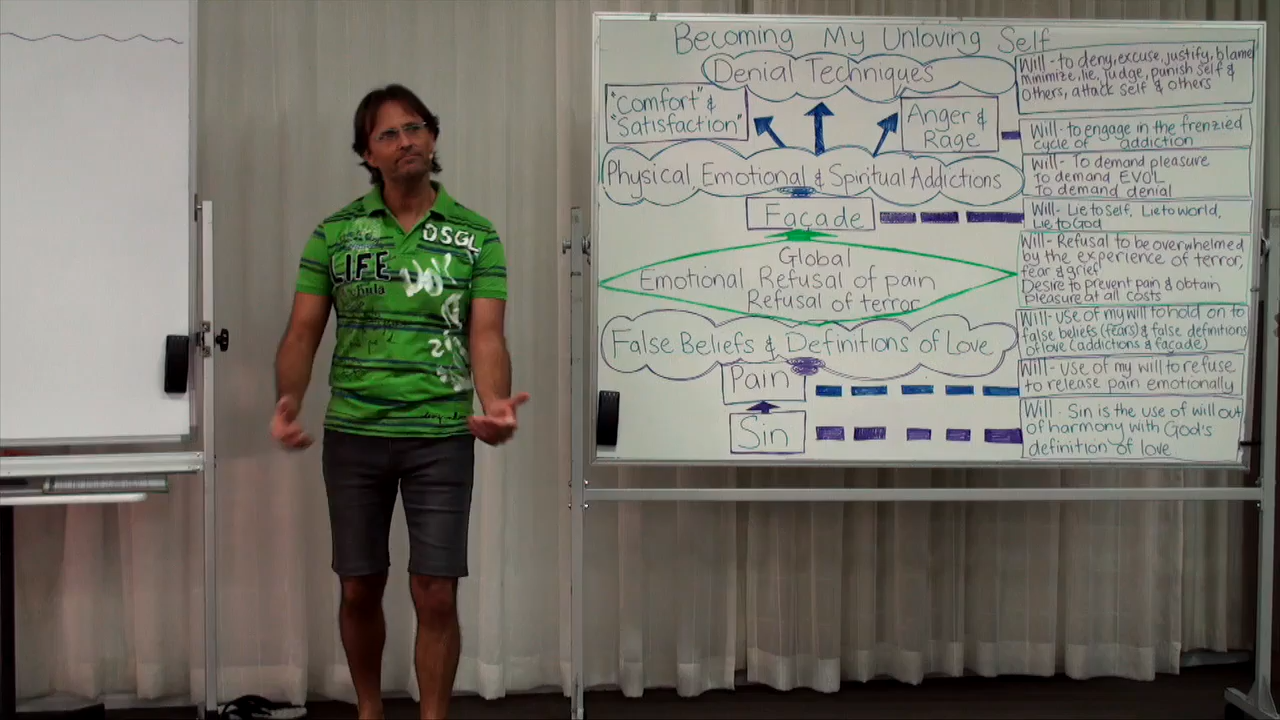 Becoming My Unloving Self
Denial Techniques
"Comfort" &
"Satisfaction"
Anger &
Rage
Physical Emotional & Spiritual Addictions
Façade
Global
Emotional Refusal of pain
Refusal of terror
False Beliefs & Definitions of Love
Pain
Sin
Will - to deny, excuse, justify, blame
minimize, lie, judge, punish self &
others, attack self & others
Will - to engage in the frenzied
cycle of addiction
Will - To demand pleasure
To demand EVOL
To demand denial
Will - Lie to Self, Lie to world,
Lie to God
Will - Refusal to be overwhelmed
by the experience of terror,
fear & grief
Desire to prevent pain & obtain
pleasure at all costs
Will - use of my will to hold on to
false beliefs (fears) & false definitions
of love (addictions & façade)
Will - use of my will to refuse
to release pain emotionally
Will - Sin is the use of will out
of harmony with God's
definition of love
DSGL
LIFE